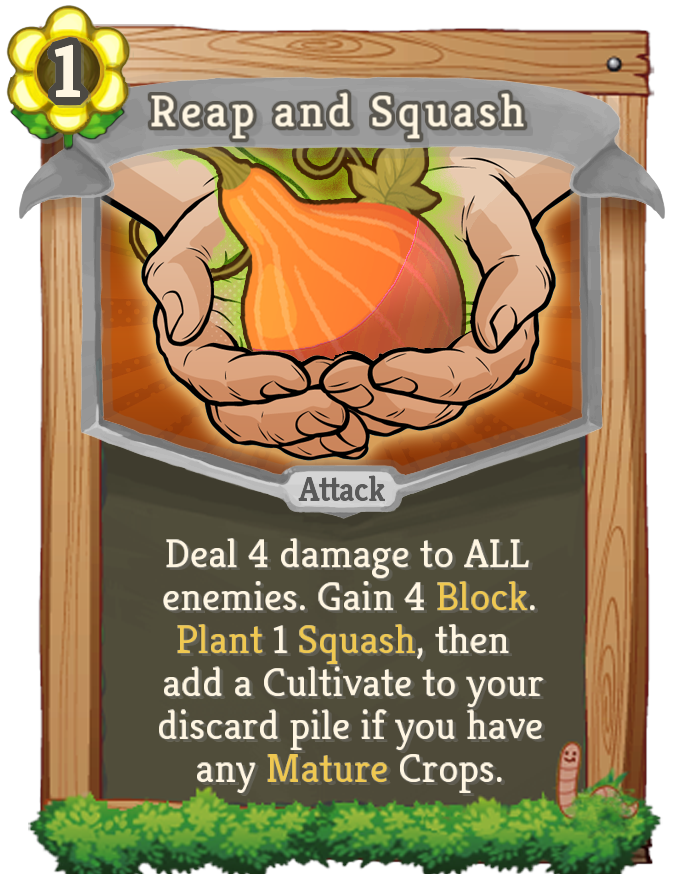 1
Reap and Squash
Attack
Deal 4 damage to ALL
enemies. Gain 4 Block.
Plant 1 Squash, then
add a Cultivate to your
discard pile if you have
any Mature Crops.